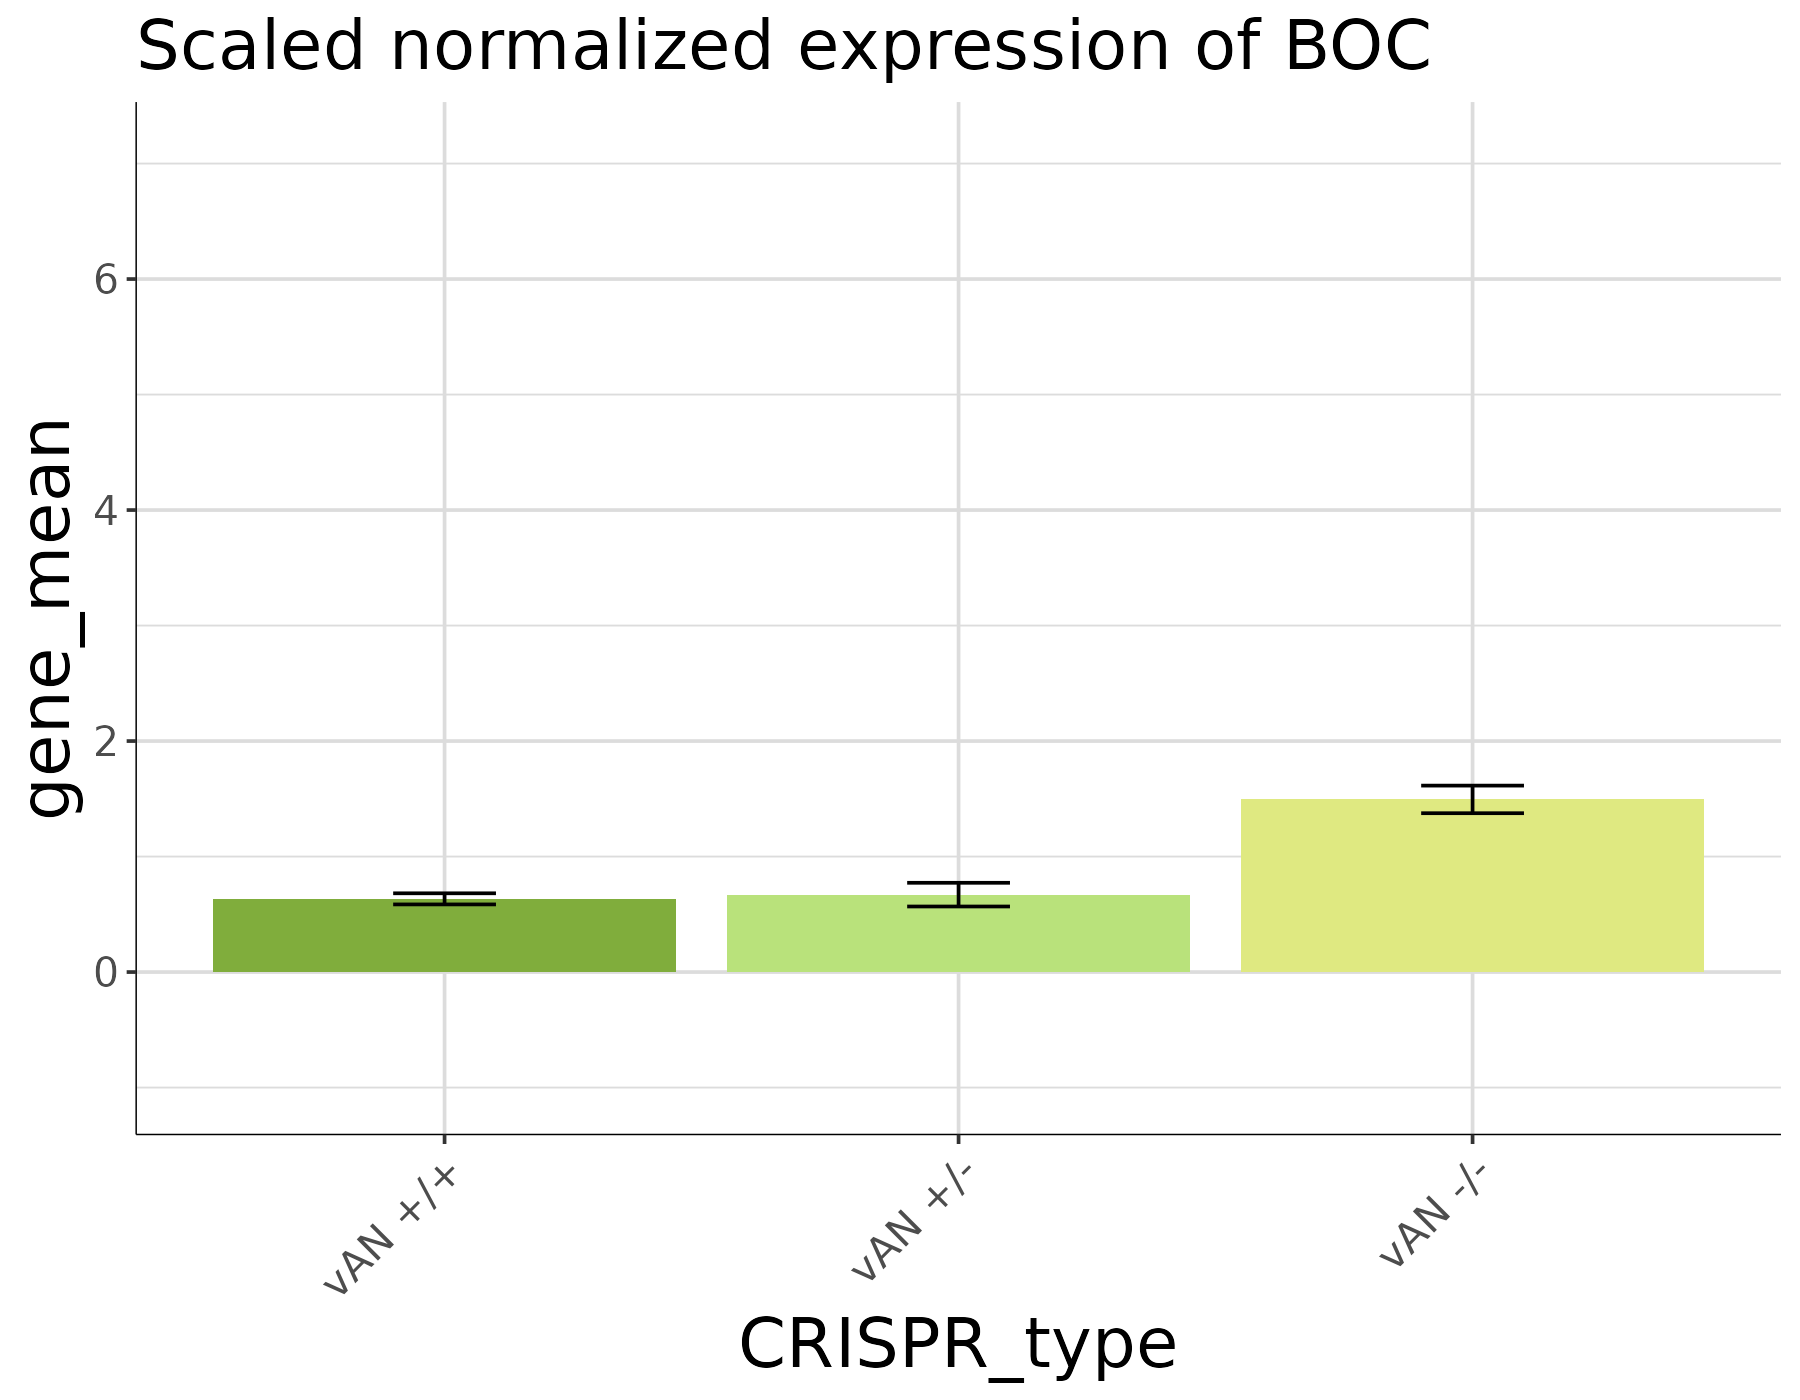 Scaled normalized expression of BOC
gene_mean
6
4
2
0
vAN +/+
vAN +/-
vAN -/-
CRISPR_type